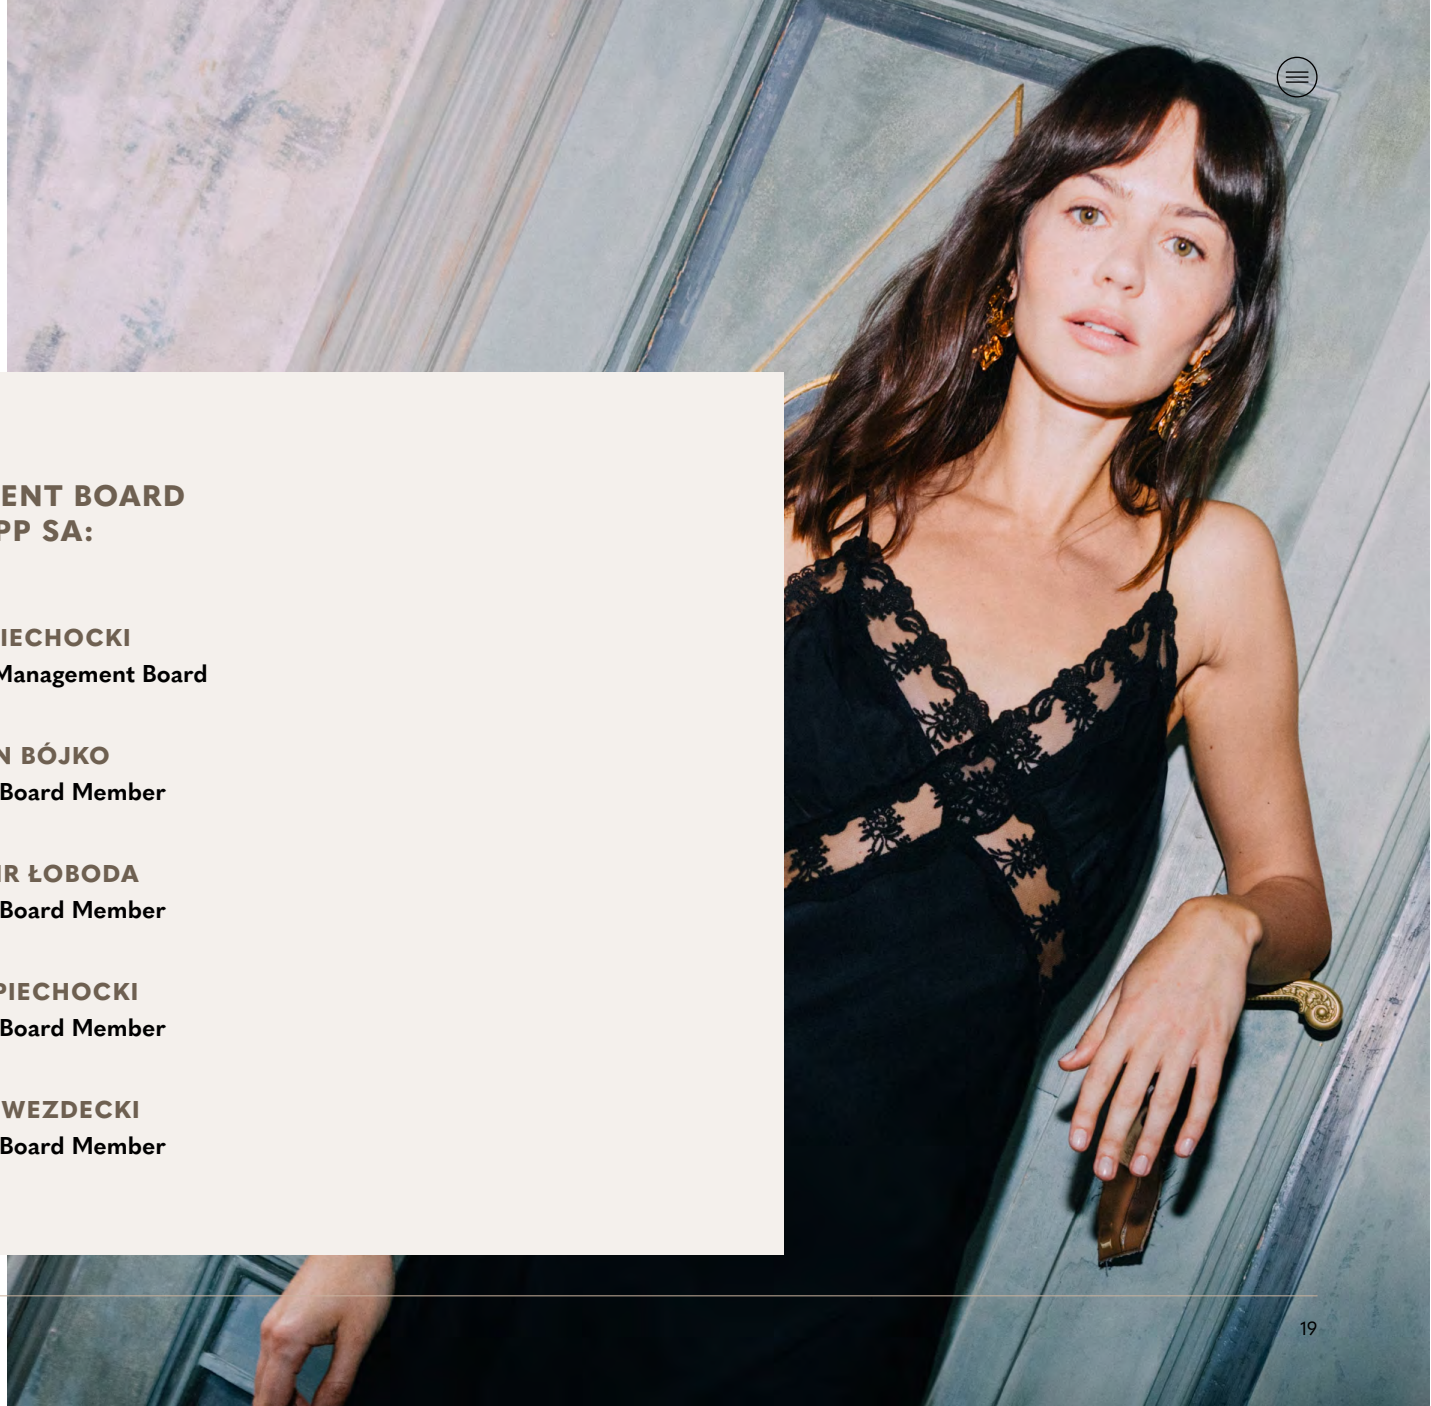 ENT BOARD
PP SA:
IECHOCKI
Management Board
N BÓJKO
Board Member
IR ŁOBODA
Board Member
PIECHOCKI
Board Member
WEZDECKI
Board Member
19